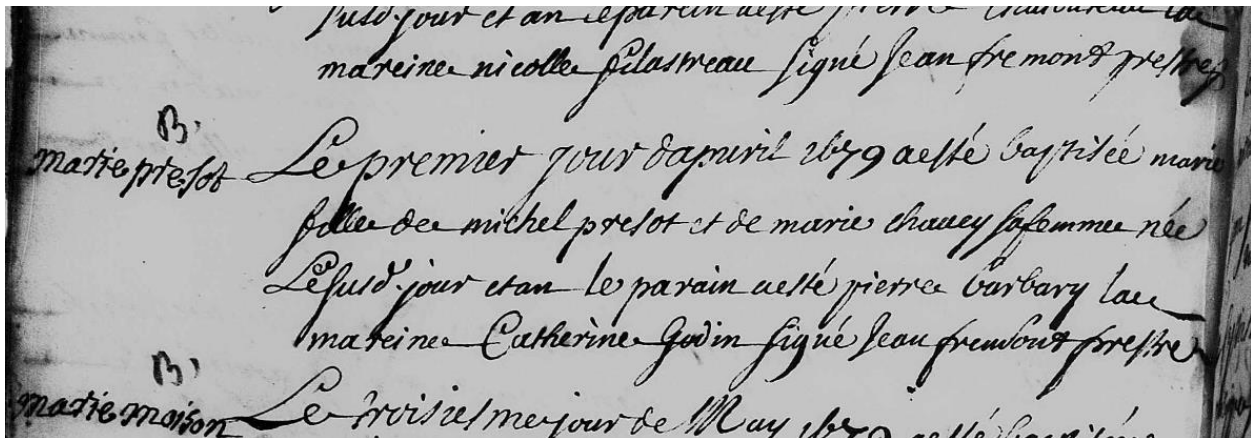 susd. jour et an le parain a esté pierre
mareine nicolle filastreau signé Jean fremont prestre
B.
marie presot
Le premier jour dapuril 1679 a esté baptisée marie
fille de michel presot et de marie chauey sa femme née
Le susd. jour et an le parain a esté pierre barbary la
mareine Catherine Godin signé Jean fremont prestre
B.
marie moison
Le troisiesme jour de May 1679 a esté baptisée